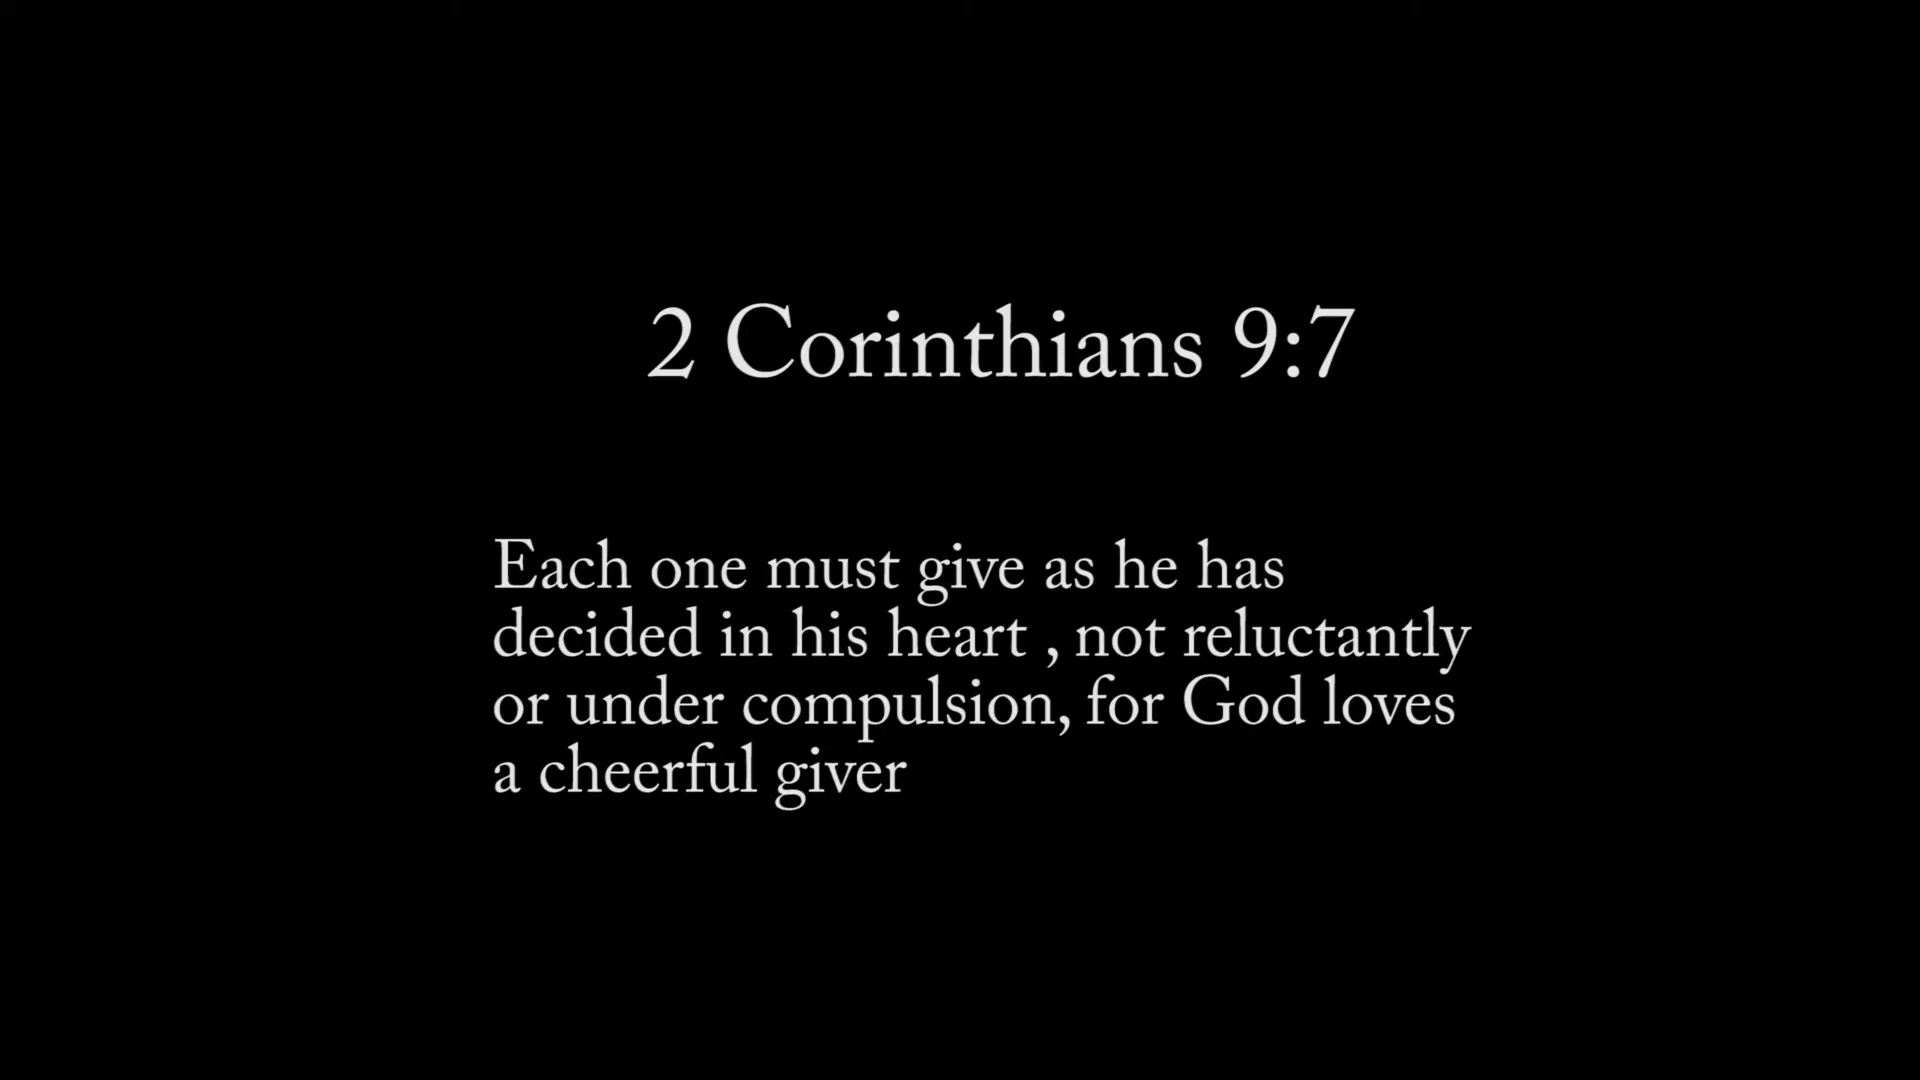 2 Corinthians 9:7
Each one must give as he has
decided in his heart , not reluctantly
or under compulsion, for God loves
a cheerful giver